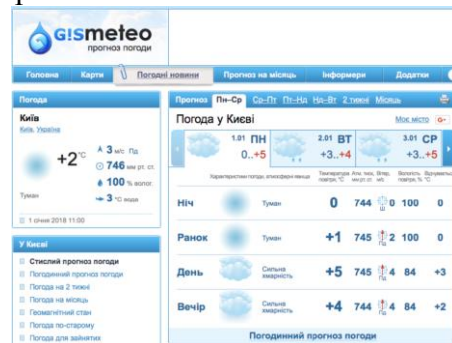 GISmeteo
прогноз погоди
Головна Карти Погодні новини Прогноз на місяць Інформери Додатки
Погода
Київ
Київ, Україна
+2 °C
3 м/с Пд
746 мм рт. ст.
100 % волог.
+3 °C вода
Туман
1 січня 2018 11:00
У Києві
Стислий прогноз погоди
Погодинний прогноз погоди
Погода на 2 тижні
Погода на місяць
Геомагнітний стан
Погода по-старому
Погода для зайнятих
Прогноз Пн–Ср Ср–Пт Пт–Нд Нд–Вт 2 тижні Місяць
Погода у Києві Моє місто G+
1.01 ПН 2.01 ВТ 3.01 СР
0..+5 +3..+4 +3..+5
Характеристики погоди, атмосферні явища Температура повітря, °C Атм. тиск, мм рт.ст. Вітер, м/с Вологість повітря, %
Ніч Туман 0 744 Ш 0 100 0
Ранок Туман +1 745 Пд 2 100 0
День Сильна хмарність +5 745 Пд 4 84 +3
Вечір Сильна хмарність +4 744 Пд 4 84 +2
Погодинний прогноз погоди